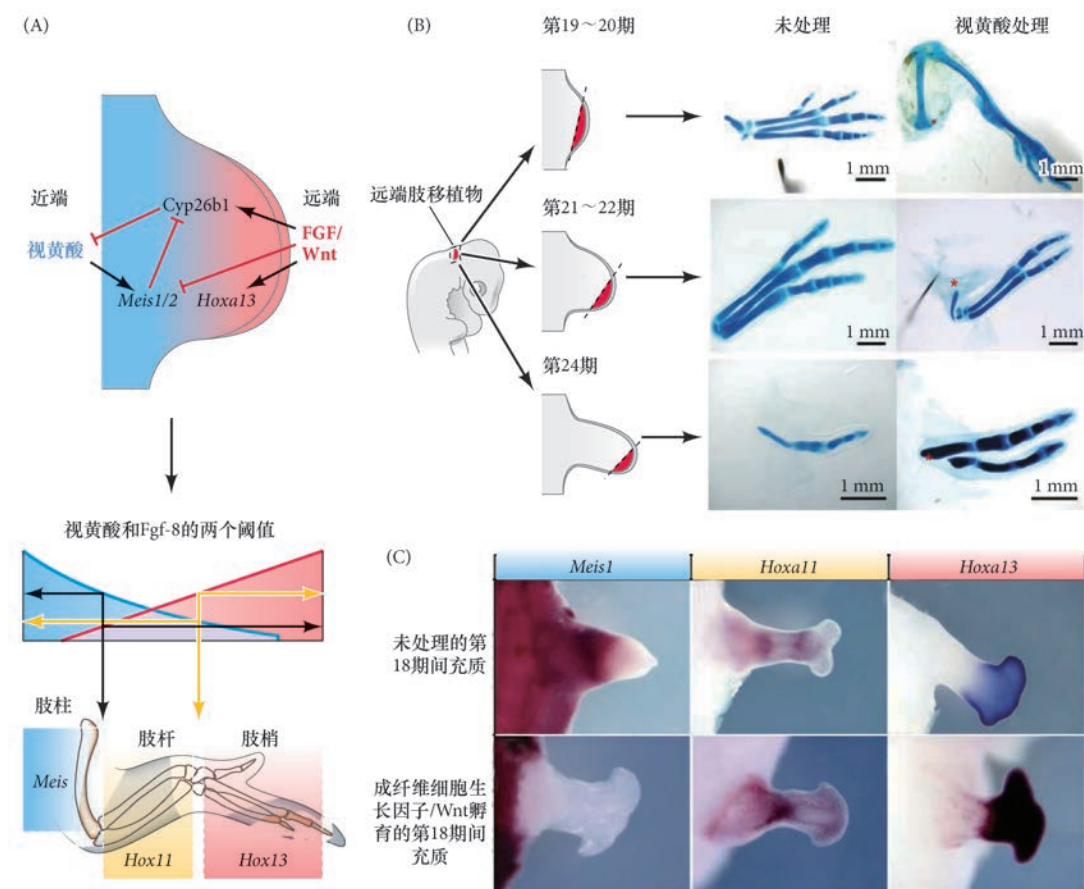 (A)
近端
远端
Cyp26b1
视黄酸
FGF/
Wnt
Meis1/2
Hoxa13
视黄酸和Fgf-8的两个阈值
肢柱
肢杆
肢梢
Meis
Hox11
Hox13
(B)
第19～20期
未处理
视黄酸处理
远端肢移植物
1 mm
1 mm
第21～22期
*
1 mm
1 mm
第24期
*
1 mm
1 mm
(C)
Meis1
Hoxa11
Hoxa13
未处理的第
18期间充质
成纤维细胞生
长因子/Wnt孵
育的第18期间
充质